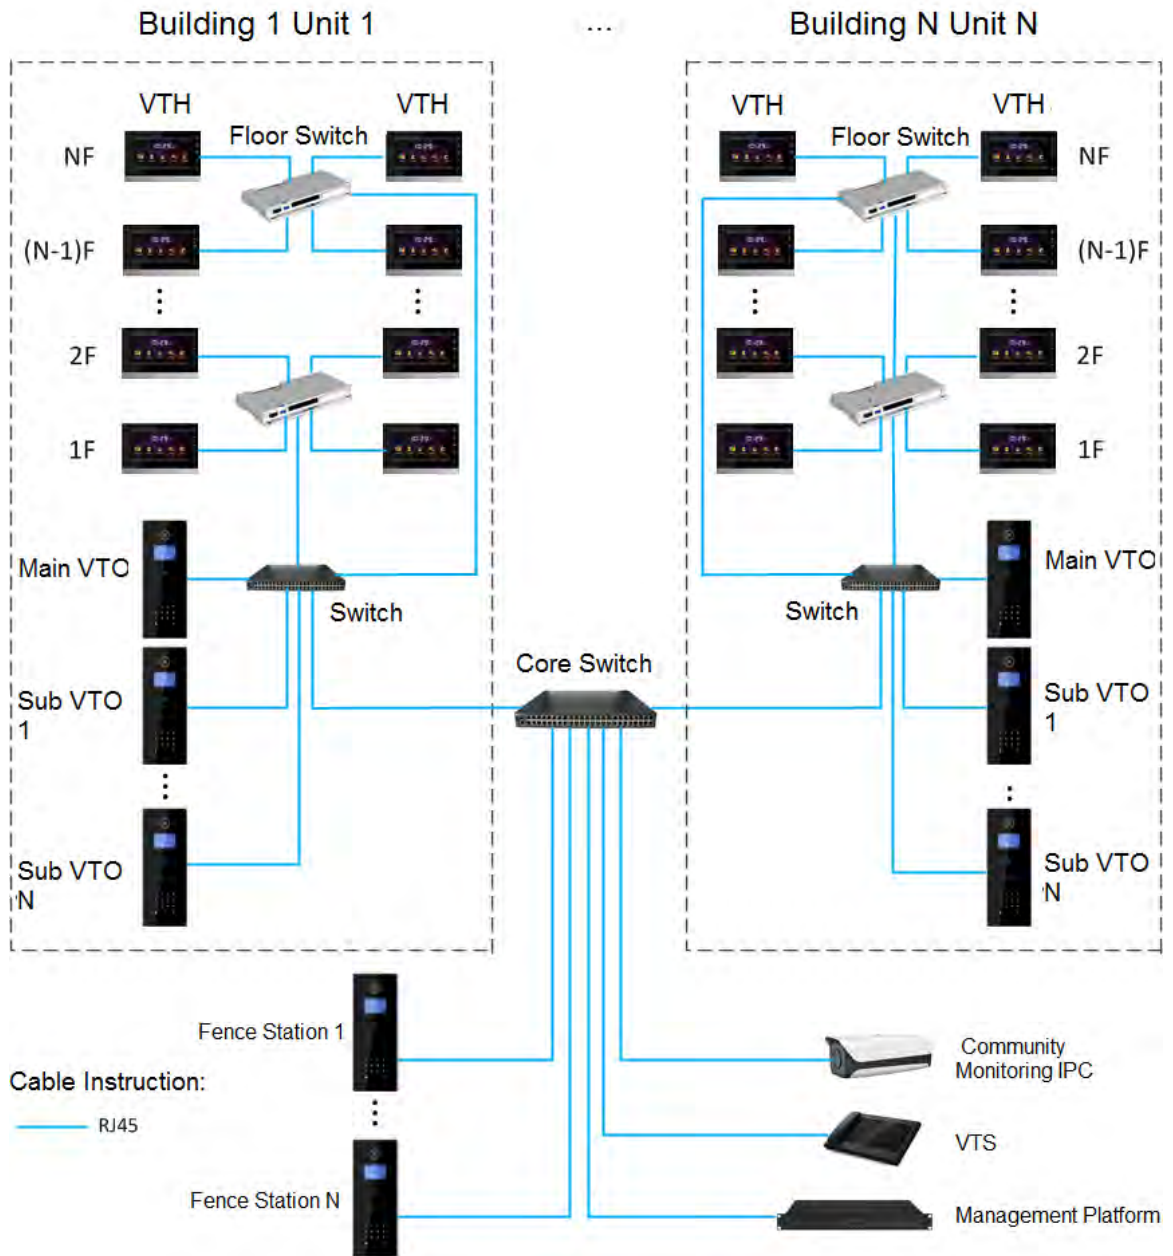 Building 1 Unit 1
...
Building N Unit N
VTH
VTH
Floor Switch
NF
(N-1)F
2F
1F
Main VTO
Switch
Sub VTO
1
Sub VTO
N
VTH
VTH
Floor Switch
NF
(N-1)F
2F
1F
Main VTO
Switch
Sub VTO
1
Sub VTO
N
Core Switch
Fence Station 1
Fence Station N
Cable Instruction:
RJ45
Community
Monitoring IPC
VTS
Management Platform